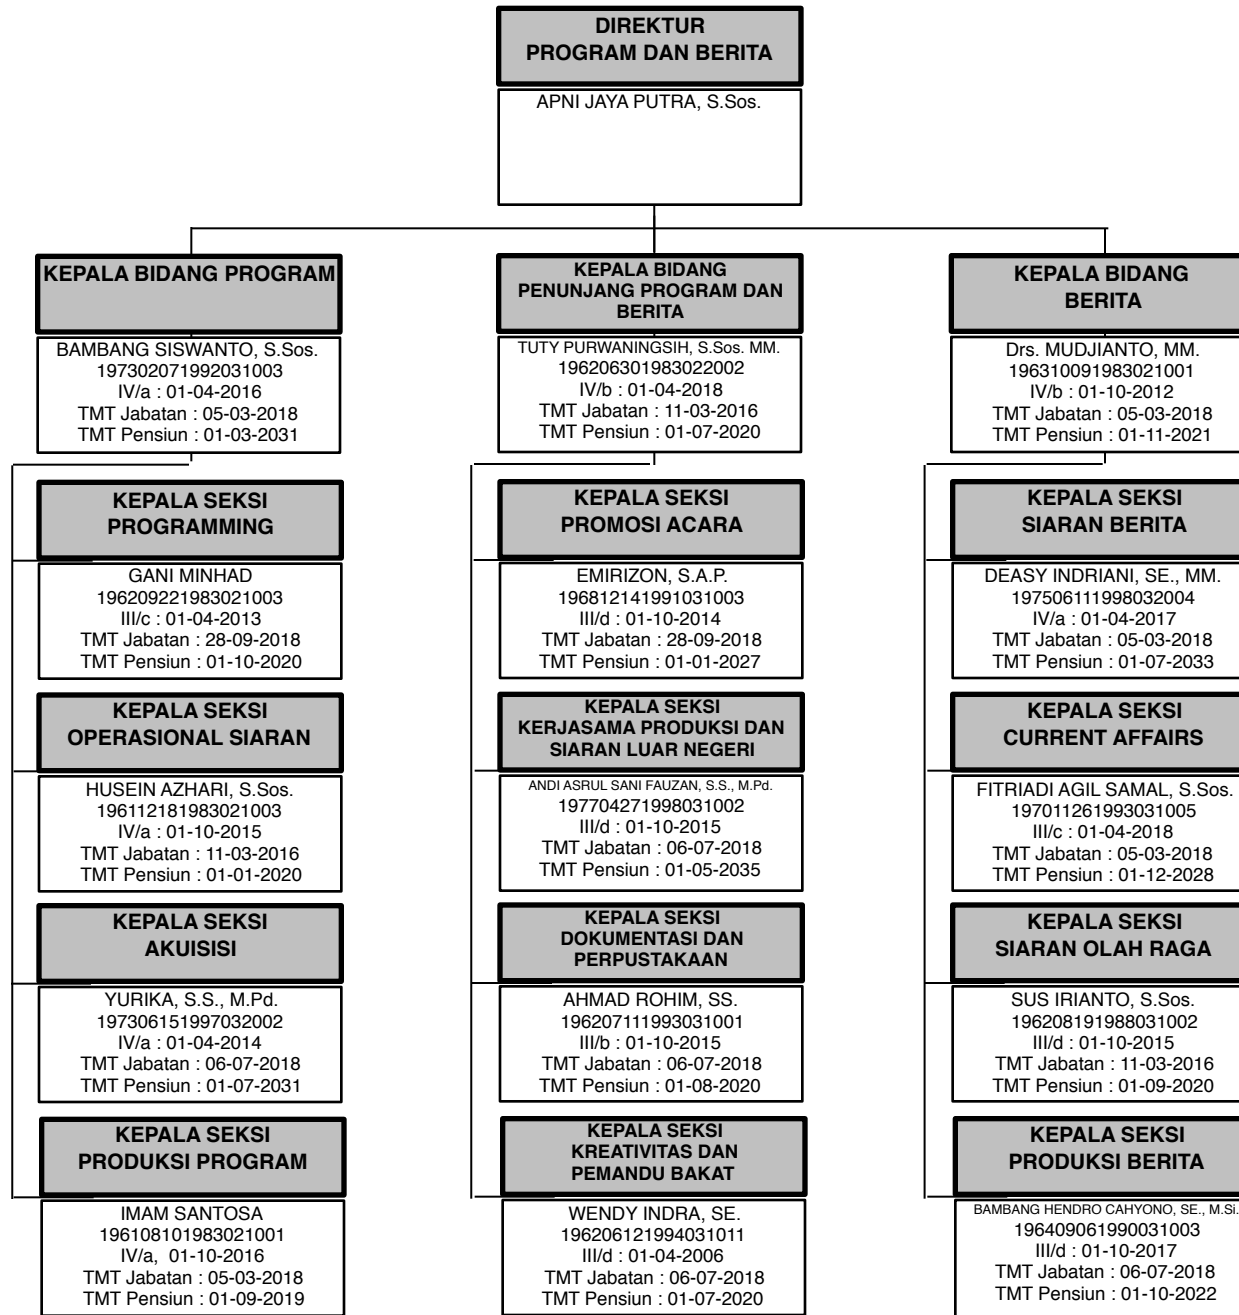 DIREKTUR
PROGRAM DAN BERITA
APNI JAYA PUTRA, S.Sos.
KEPALA BIDANG PROGRAM
BAMBANG SISWANTO, S.Sos.
197302071992031003
IV/a : 01-04-2016
TMT Jabatan : 05-03-2018
TMT Pensiun : 01-03-2031
KEPALA BIDANG
PENUNJANG PROGRAM DAN
BERITA
TUTY PURWANINGSIH, S.Sos. MM.
196206301983022002
IV/b : 01-04-2018
TMT Jabatan : 11-03-2016
TMT Pensiun : 01-07-2020
KEPALA BIDANG
BERITA
Drs. MUDJIANTO, MM.
196310091983021001
IV/b : 01-10-2012
TMT Jabatan : 05-03-2018
TMT Pensiun : 01-11-2021
KEPALA SEKSI
PROGRAMMING
GANI MINHAD
196209221983021003
III/c : 01-04-2013
TMT Jabatan : 28-09-2018
TMT Pensiun : 01-10-2020
KEPALA SEKSI
PROMOSI ACARA
EMIRIZON, S.A.P.
196812141991031003
III/d : 01-10-2014
TMT Jabatan : 28-09-2018
TMT Pensiun : 01-01-2027
KEPALA SEKSI
SIARAN BERITA
DEASY INDRIANI, SE., MM.
197506111998032004
IV/a : 01-04-2017
TMT Jabatan : 05-03-2018
TMT Pensiun : 01-07-2033
KEPALA SEKSI
OPERASIONAL SIARAN
HUSEIN AZHARI, S.Sos.
196112181983021003
IV/a : 01-10-2015
TMT Jabatan : 11-03-2016
TMT Pensiun : 01-01-2020
KEPALA SEKSI
KERJASAMA PRODUKSI DAN
SIARAN LUAR NEGERI
ANDI ASRUL SANI FAUZAN, S.S., M.Pd.
197704271998031002
III/d : 01-10-2015
TMT Jabatan : 06-07-2018
TMT Pensiun : 01-05-2035
KEPALA SEKSI
CURRENT AFFAIRS
FITRIADI AGIL SAMAL, S.Sos.
197011261993031005
III/c : 01-04-2018
TMT Jabatan : 05-03-2018
TMT Pensiun : 01-12-2028
KEPALA SEKSI
AKUISISI
YURIKA, S.S., M.Pd.
197306151997032002
IV/a : 01-04-2014
TMT Jabatan : 06-07-2018
TMT Pensiun : 01-07-2031
KEPALA SEKSI
DOKUMENTASI DAN
PERPUSTAKAAN
AHMAD ROHIM, SS.
196207111993031001
III/b : 01-10-2015
TMT Jabatan : 06-07-2018
TMT Pensiun : 01-08-2020
KEPALA SEKSI
SIARAN OLAH RAGA
SUS IRIANTO, S.Sos.
196208191988031002
III/d : 01-10-2015
TMT Jabatan : 11-03-2016
TMT Pensiun : 01-09-2020
KEPALA SEKSI
PRODUKSI PROGRAM
IMAM SANTOSA
196108101983021001
IV/a, 01-10-2016
TMT Jabatan : 05-03-2018
TMT Pensiun : 01-09-2019
KEPALA SEKSI
KREATIVITAS DAN
PEMANDU BAKAT
WENDY INDRA, SE.
196206121994031011
III/d : 01-04-2006
TMT Jabatan : 06-07-2018
TMT Pensiun : 01-07-2020
KEPALA SEKSI
PRODUKSI BERITA
BAMBANG HENDRO CAHYONO, SE., M.Si.
196409061990031003
III/d : 01-10-2017
TMT Jabatan : 06-07-2018
TMT Pensiun : 01-10-2022